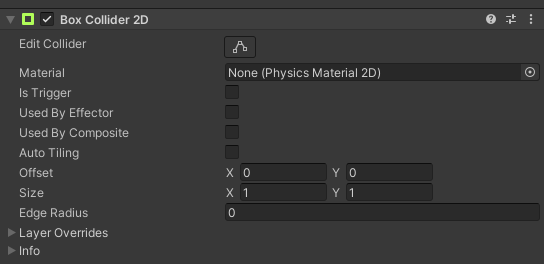 Box Collider 2D
Edit Collider
Material None (Physics Material 2D)
Is Trigger
Used By Effector
Used By Composite
Auto Tiling
Offset X 0 Y 0
Size X 1 Y 1
Edge Radius 0
Layer Overrides
Info